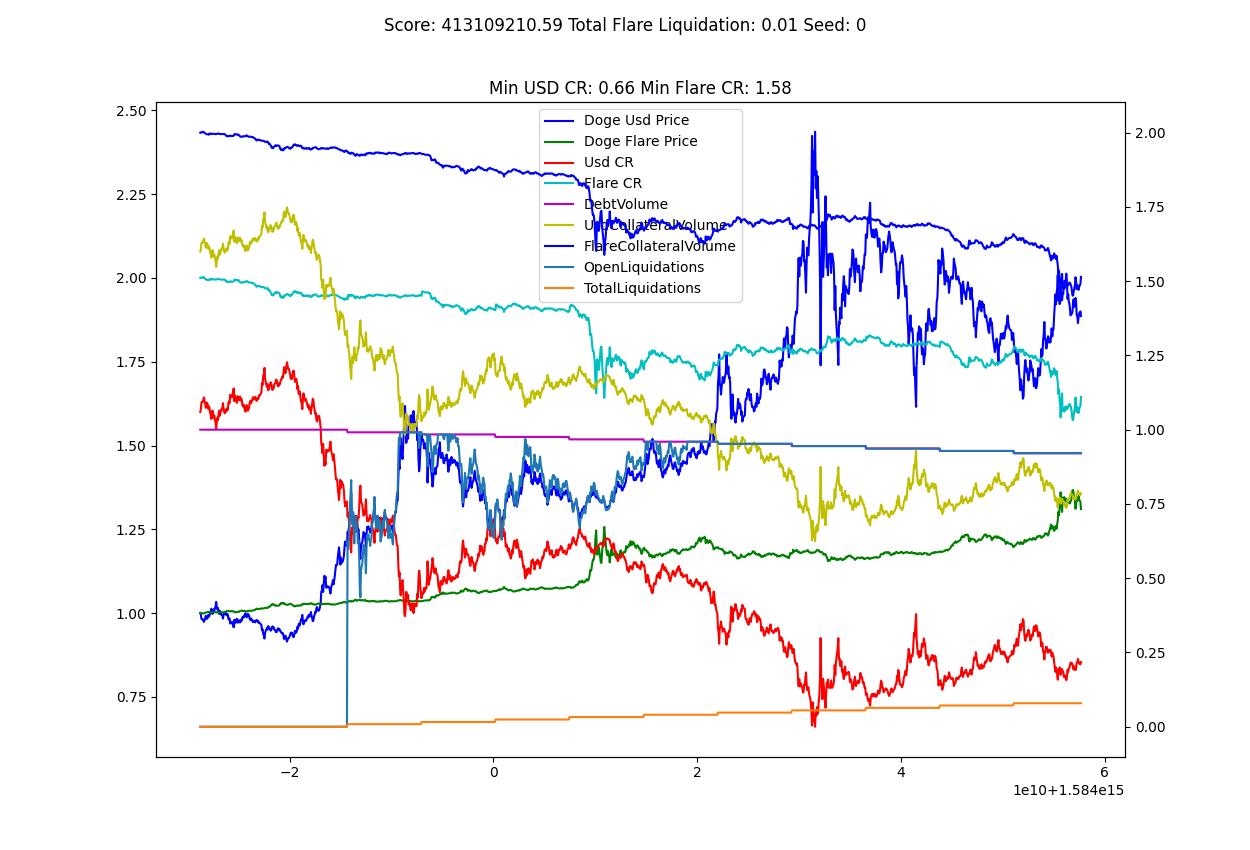 Score: 413109210.59 Total Flare Liquidation: 0.01 Seed: 0
Min USD CR: 0.66 Min Flare CR: 1.58
2.50
2.25
2.00
1.75
1.50
1.25
1.00
0.75
Doge Usd Price
Doge Flare Price
Usd CR
Flare CR
DebtVolume
UsdCollateralVolume
FlareCollateralVolume
OpenLiquidations
TotalLiquidations
2.00
1.75
1.50
1.25
1.00
0.75
0.50
0.25
0.00
−2
0
2
4
6
1e10+1.584e15